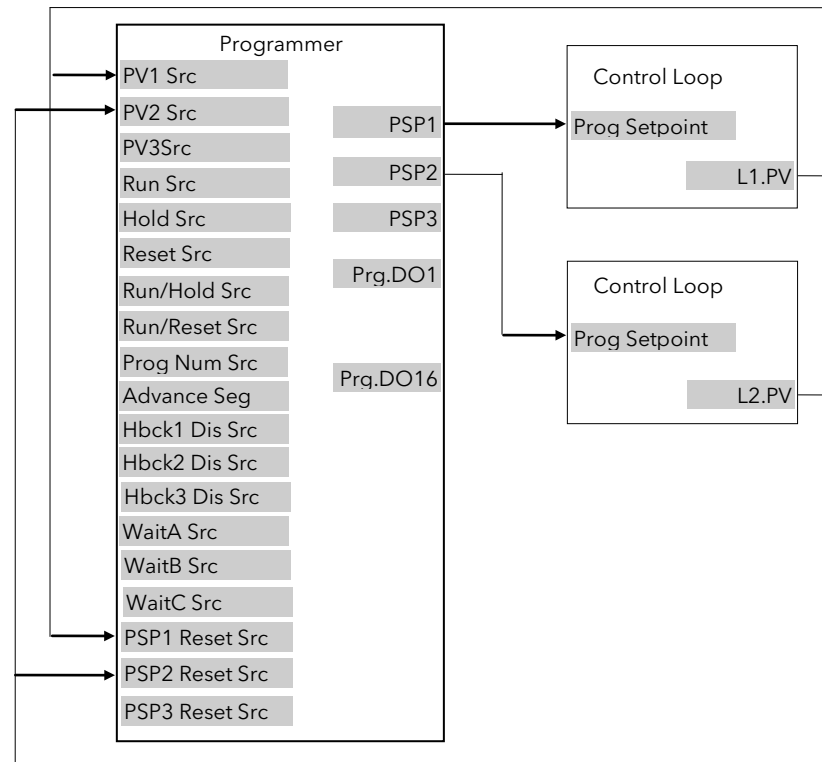 Programmer
PV1 Src
PV2 Src
PV3Src
Run Src
Hold Src
Reset Src
Run/Hold Src
Run/Reset Src
Prog Num Src
Advance Seg
Hbck1 Dis Src
Hbck2 Dis Src
Hbck3 Dis Src
WaitA Src
WaitB Src
WaitC Src
PSP1 Reset Src
PSP2 Reset Src
PSP3 Reset Src
PSP1
PSP2
PSP3
Prg.DO1
Prg.DO16
Control Loop
Prog Setpoint
L1.PV
Control Loop
Prog Setpoint
L2.PV